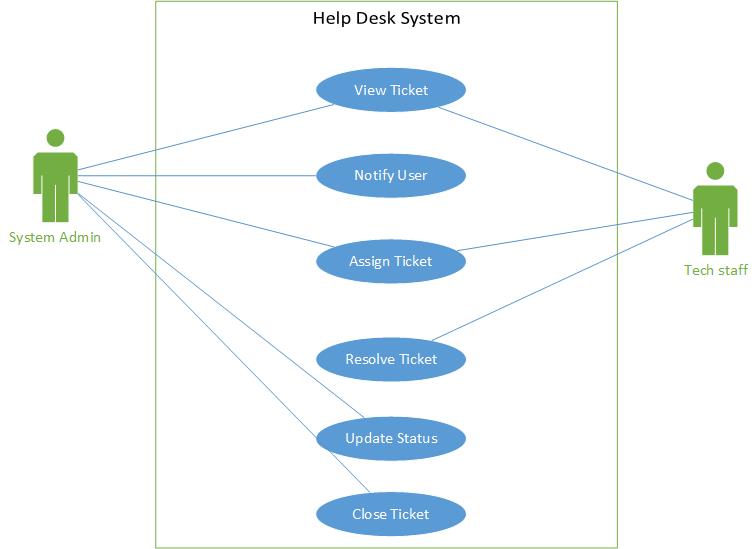 Help Desk System
View Ticket
Notify User
System Admin
Assign Ticket
Tech staff
Resolve Ticket
Update Status
Close Ticket